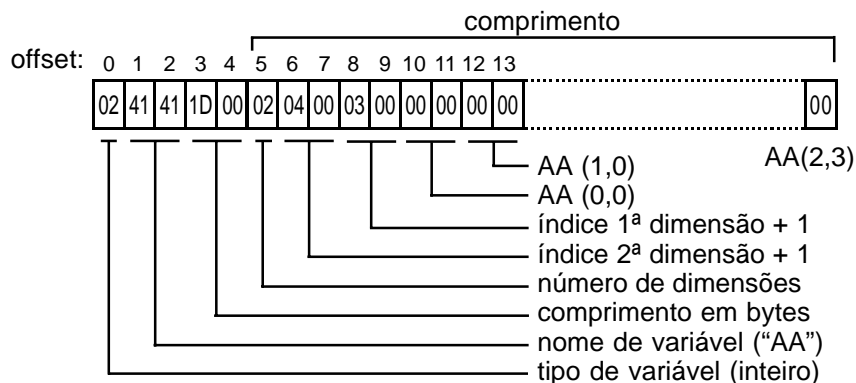 comprimento
offset: 0 1 2 3 4 5 6 7 8 9 10 11 12 13
02 41 41 1D 00 02 04 00 03 00 00 00 00 00 00
AA(2,3)
AA (1,0)
AA (0,0)
índice 1ª dimensão + 1
índice 2ª dimensão + 1
número de dimensões
comprimento em bytes
nome de variável (“AA”)
tipo de variável (inteiro)